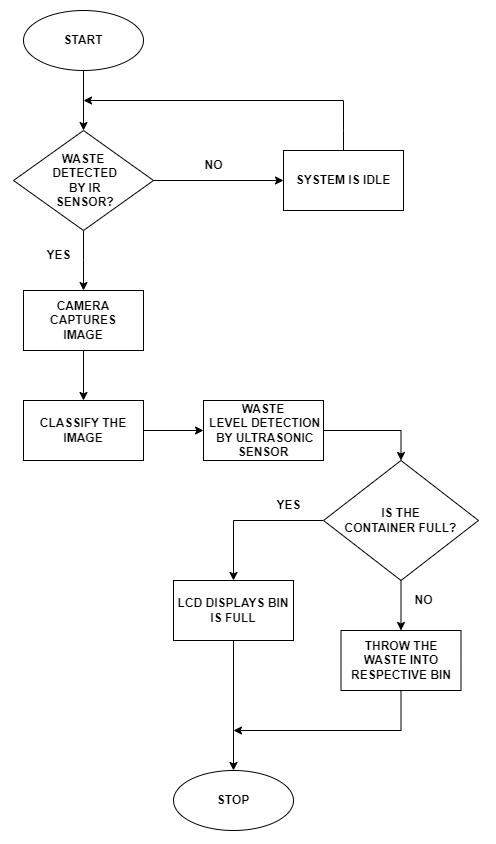 START
WASTE
DETECTED
BY IR
SENSOR?
NO
SYSTEM IS IDLE
YES
CAMERA
CAPTURES
IMAGE
CLASSIFY THE
IMAGE
WASTE
LEVEL DETECTION
BY ULTRASONIC
SENSOR
IS THE
CONTAINER FULL?
YES
LCD DISPLAYS BIN
IS FULL
NO
THROW THE
WASTE INTO
RESPECTIVE BIN
STOP